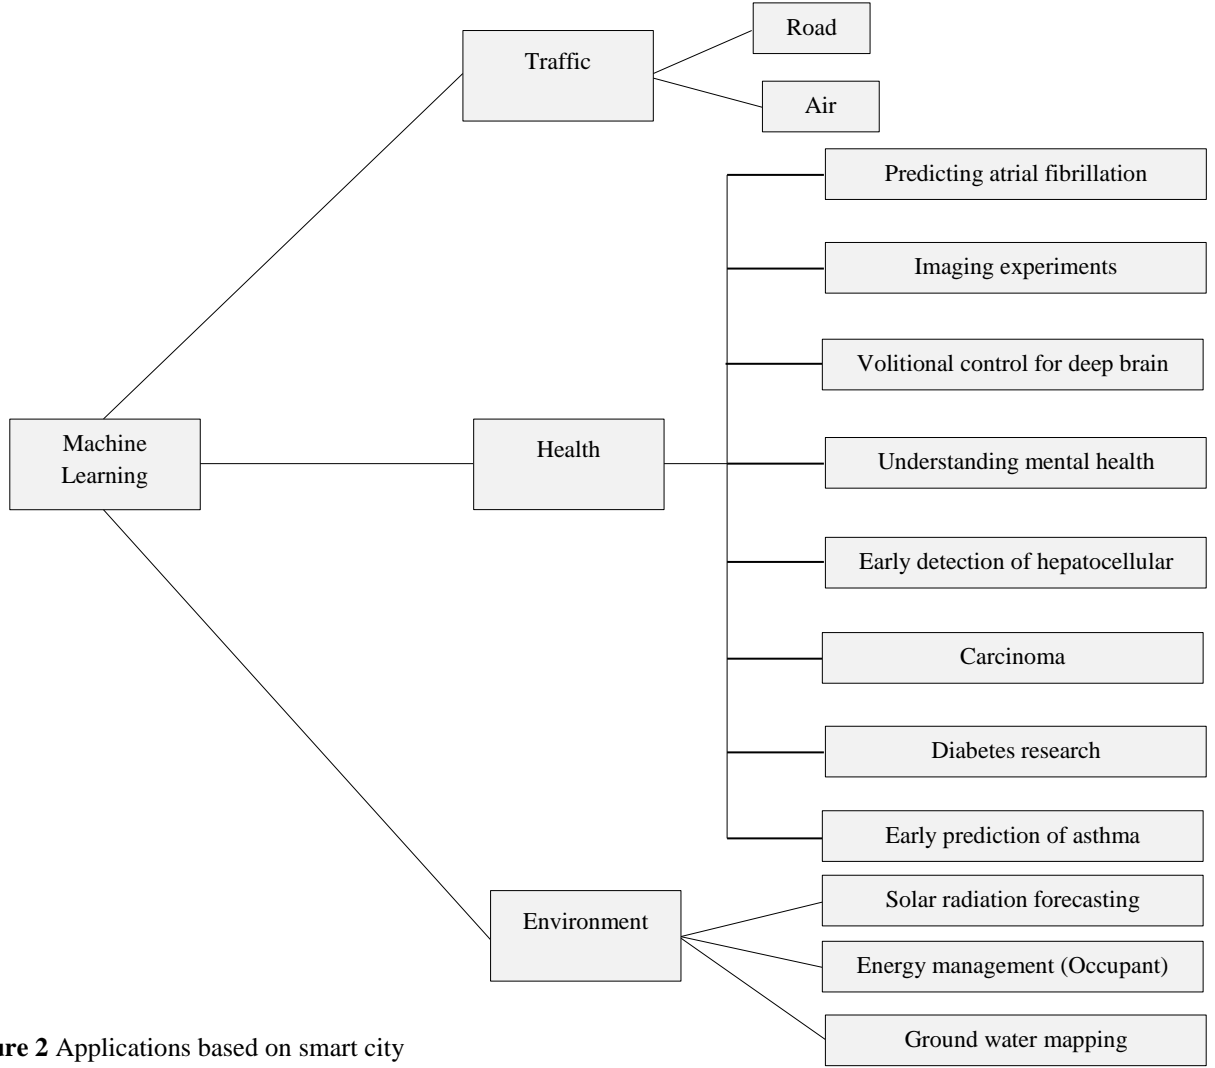 Road
Traffic
Air
Predicting atrial fibrillation
Imaging experiments
Volitional control for deep brain
Machine
Learning
Health
Understanding mental health
Early detection of hepatocellular
Carcinoma
Diabetes research
Early prediction of asthma
Environment
Solar radiation forecasting
Energy management (Occupant)
Ground water mapping
ure 2 Applications based on smart city